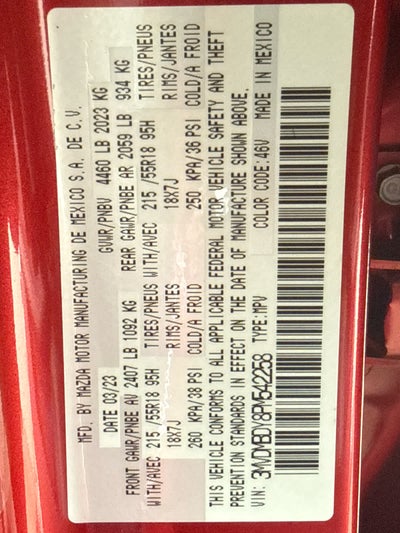 MFD. BY MAZDA MOTOR MANUFACTURING DE MEXICO S.A. DE C.V.
DATE 03/23 GVWR/PNBV 4460 LB 2023 KG
FRONT GAWR/PNBE AV 2407 LB 1092 KG REAR GAWR/PNBE AR 2059 LB 934 KG
WITH/AVEC 215 /55R18 95H TIRES/PNEUS WITH/AVEC 215 /55R18 95H TIRES/PNEUS
18X7J RIMS/JANTES 18X7J RIMS/JANTES
260 KPA/38 PSI COLD/A FROID 250 KPA/36 PSI COLD/A FROID
THIS VEHICLE CONFORMS TO ALL APPLICABLE FEDERAL MOTOR VEHICLE SAFETY AND THEFT
PREVENTION STANDARDS IN EFFECT ON THE DATE OF MANUFACTURE SHOWN ABOVE.
VIN: 3MVDMBDY8PM542258 TYPE:MPV COLOR CODE:46V MADE IN MEXICO